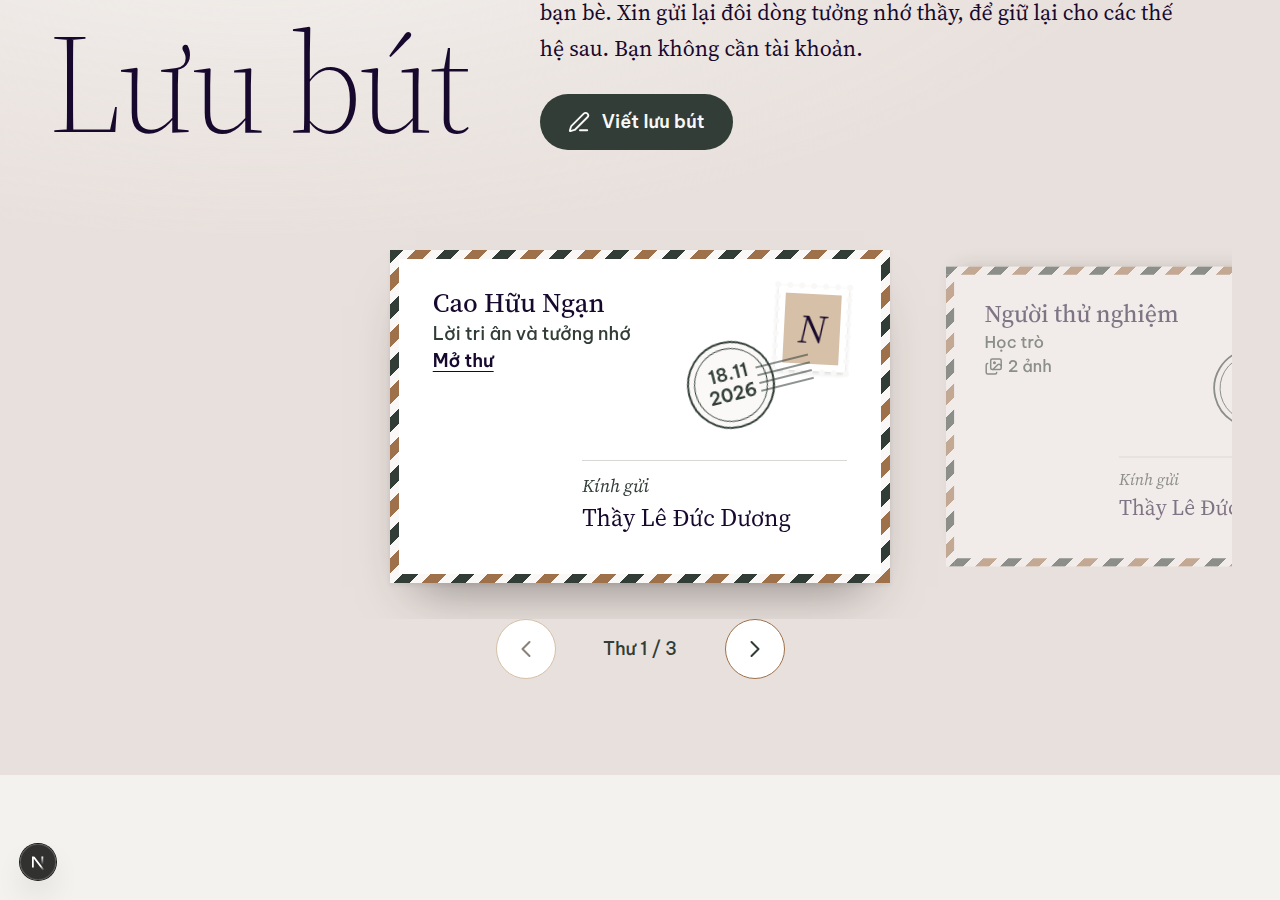 bạn bè. Xin gửi lại đôi dòng tưởng nhớ thầy, để giữ lại cho các thế
hệ sau. Bạn không cần tài khoản.
Lưu bút
Viết lưu bút
Cao Hữu Ngạn
Lời tri ân và tưởng nhớ
Mở thư
N
18.11
2026
Kính gửi
Thầy Lê Đức Dương
Người thử nghiệm
Học trò
2 ảnh
Kính gửi
Thầy Lê Đức
Thư 1 / 3
N